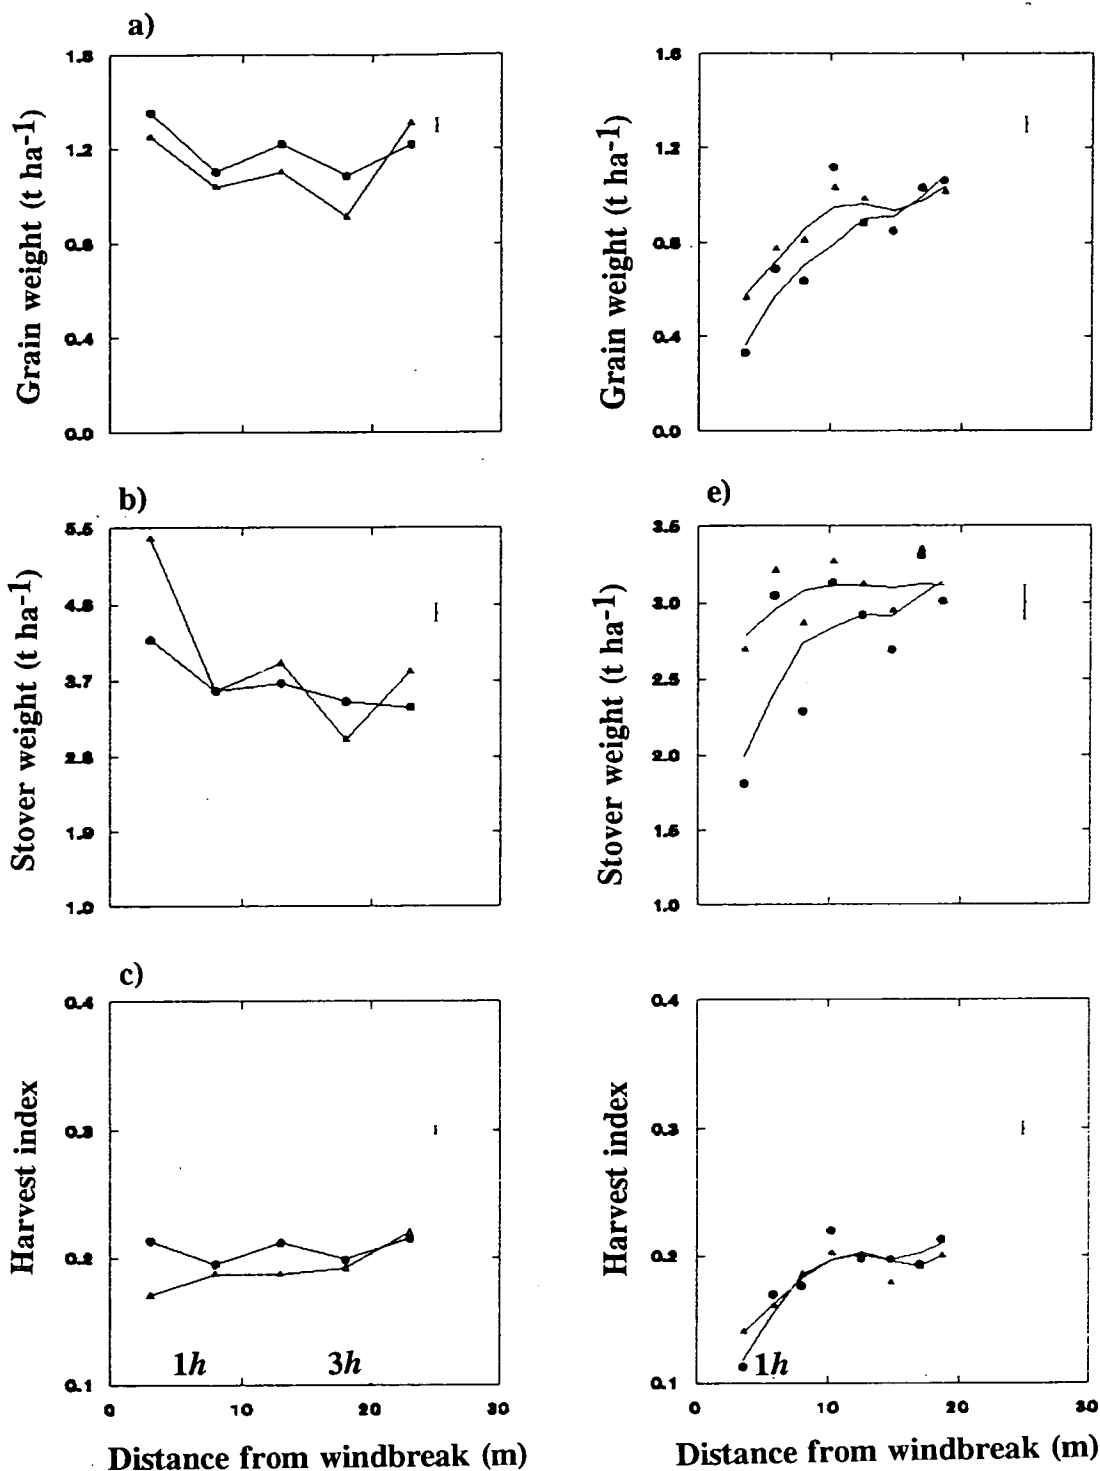 a)
Grain weight (t ha-1)
1.6
1.2
0.8
0.4
0.0
Grain weight (t ha-1)
1.6
1.2
0.8
0.4
0.0
b)
Stover weight (t ha-1)
5.5
4.6
3.7
2.8
1.9
1.0
e)
Stover weight (t ha-1)
3.5
3.0
2.5
2.0
1.5
1.0
c)
Harvest index
0.4
0.3
0.2
0.1
1h 3h
0 10 20 30
Distance from windbreak (m)
Harvest index
0.4
0.3
0.2
0.1
1h
0 10 20 30
Distance from windbreak (m)